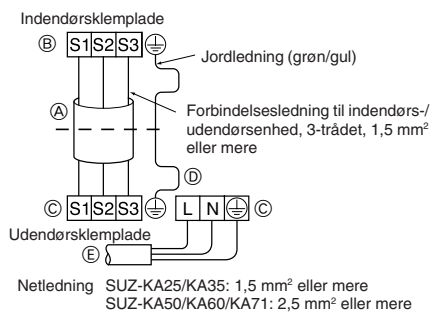 Indendørsklemplade
Ⓑ S1 S2 S3
Jordledning (grøn/gul)
Ⓐ
Forbindelsesledning til indendørs-/
udendørsenhed, 3-trådet, 1,5 mm²
eller mere
Ⓓ
Ⓒ S1 S2 S3 L N Ⓒ
Udendørsklemplade
Ⓔ
Netledning SUZ-KA25/KA35: 1,5 mm² eller mere
SUZ-KA50/KA60/KA71: 2,5 mm² eller mere